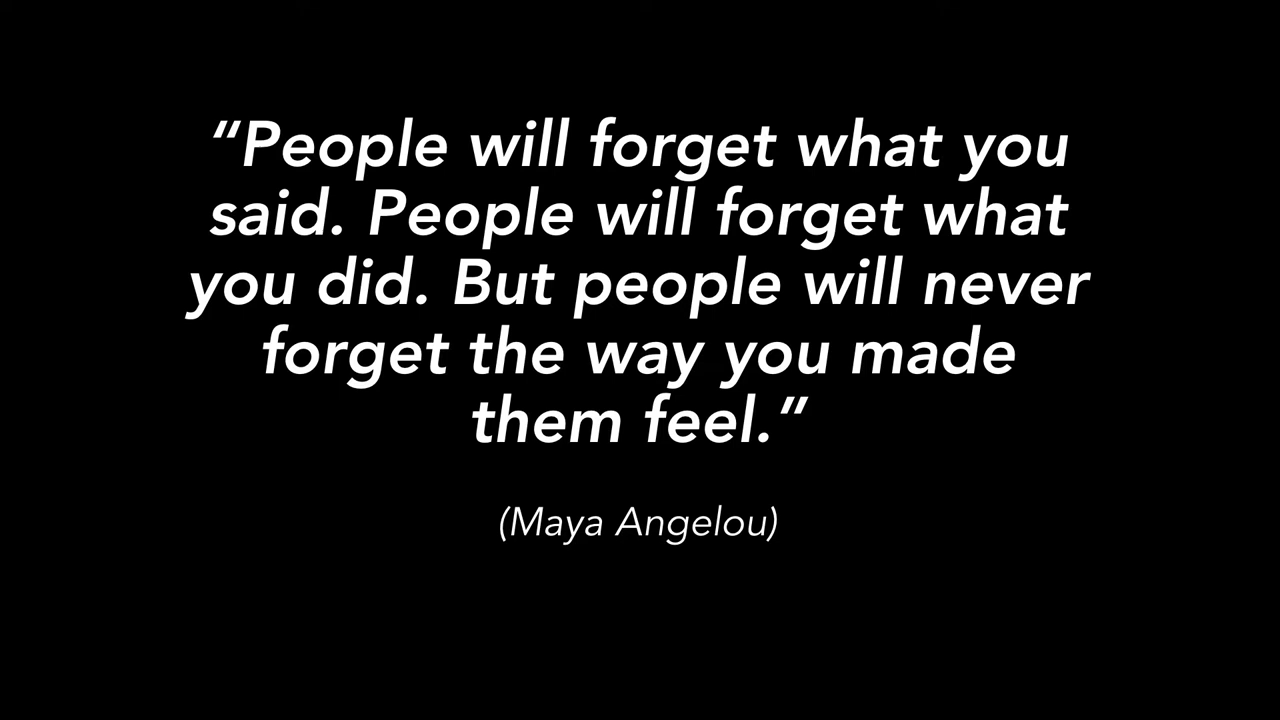 “People will forget what you
said. People will forget what
you did. But people will never
forget the way you made
them feel.”
(Maya Angelou)